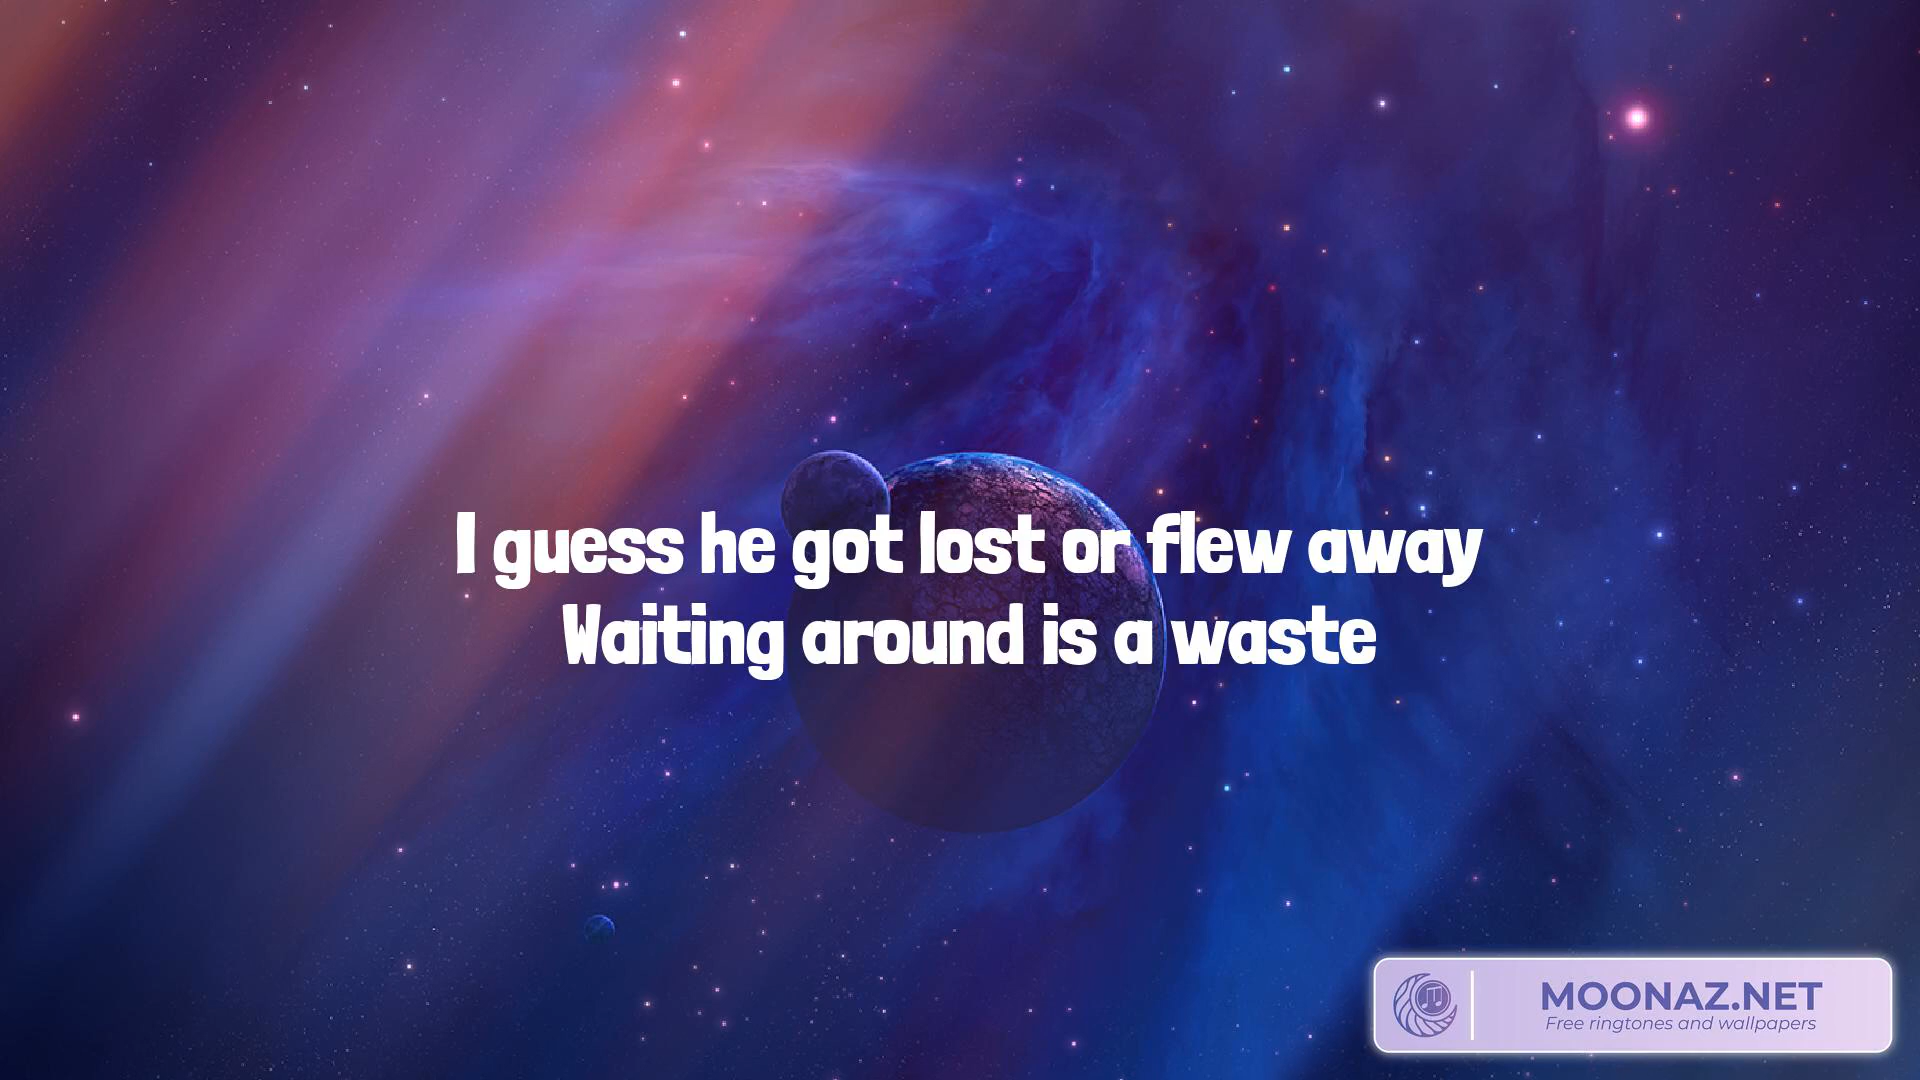 I guess he got lost or flew away
Waiting around is a waste
MOONAZ.NET
Free ringtones and wallpapers